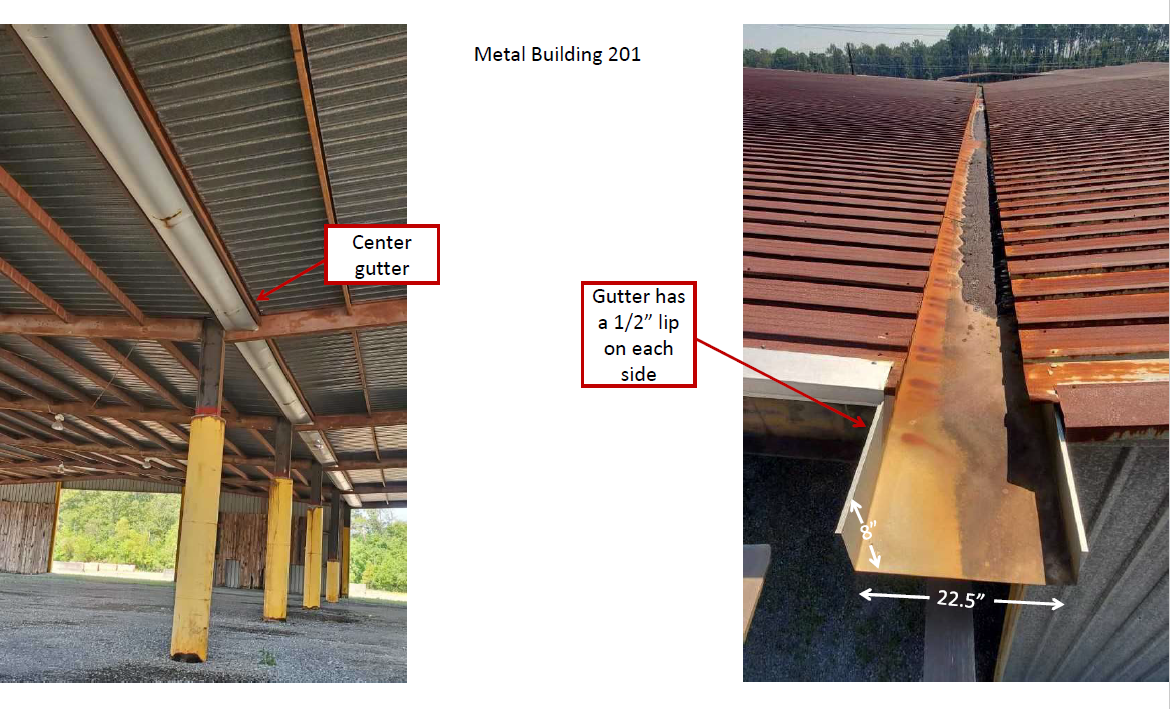 Metal Building 201
Center
gutter
Gutter has
a 1/2” lip
on each
side
8”
22.5”